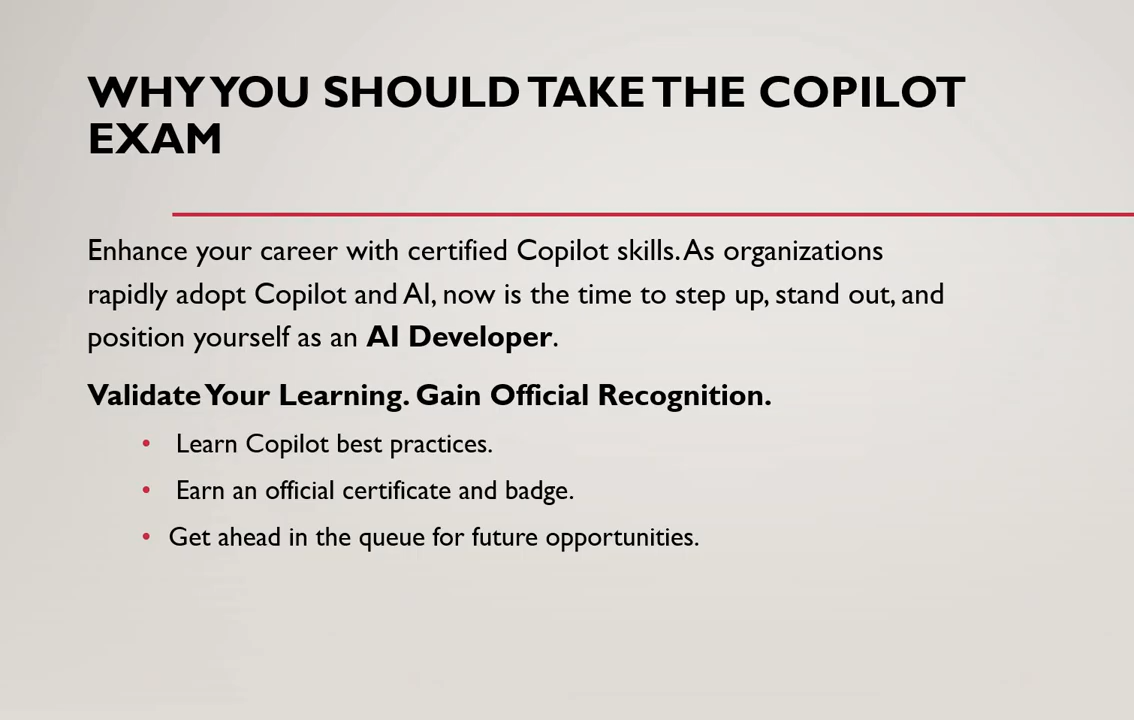 WHY YOU SHOULD TAKE THE COPILOT
EXAM
Enhance your career with certified Copilot skills. As organizations
rapidly adopt Copilot and AI, now is the time to step up, stand out, and
position yourself as an AI Developer.
Validate Your Learning. Gain Official Recognition.
• Learn Copilot best practices.
• Earn an official certificate and badge.
• Get ahead in the queue for future opportunities.